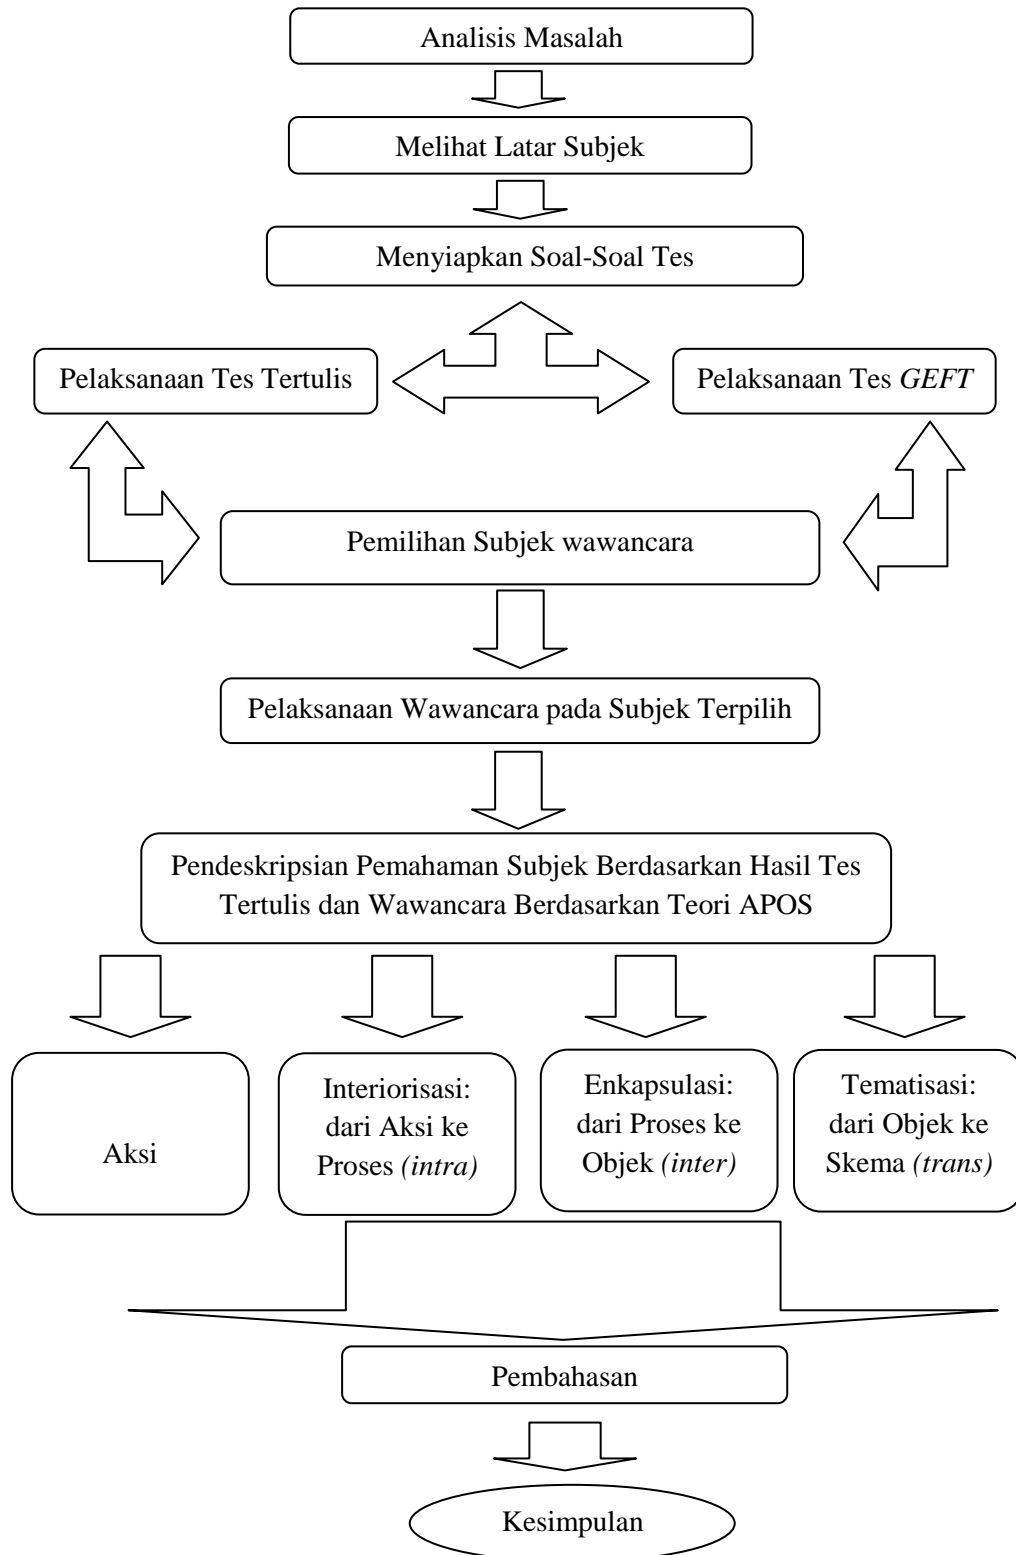 Analisis Masalah
Melihat Latar Subjek
Menyiapkan Soal-Soal Tes
Pelaksanaan Tes Tertulis
Pelaksanaan Tes GEFT
Pemilihan Subjek wawancara
Pelaksanaan Wawancara pada Subjek Terpilih
Pendeskripsian Pemahaman Subjek Berdasarkan Hasil Tes
Tertulis dan Wawancara Berdasarkan Teori APOS
Aksi
Interiorisasi:
dari Aksi ke
Proses (intra)
Enkapsulasi:
dari Proses ke
Objek (inter)
Tematisasi:
dari Objek ke
Skema (trans)
Pembahasan
Kesimpulan